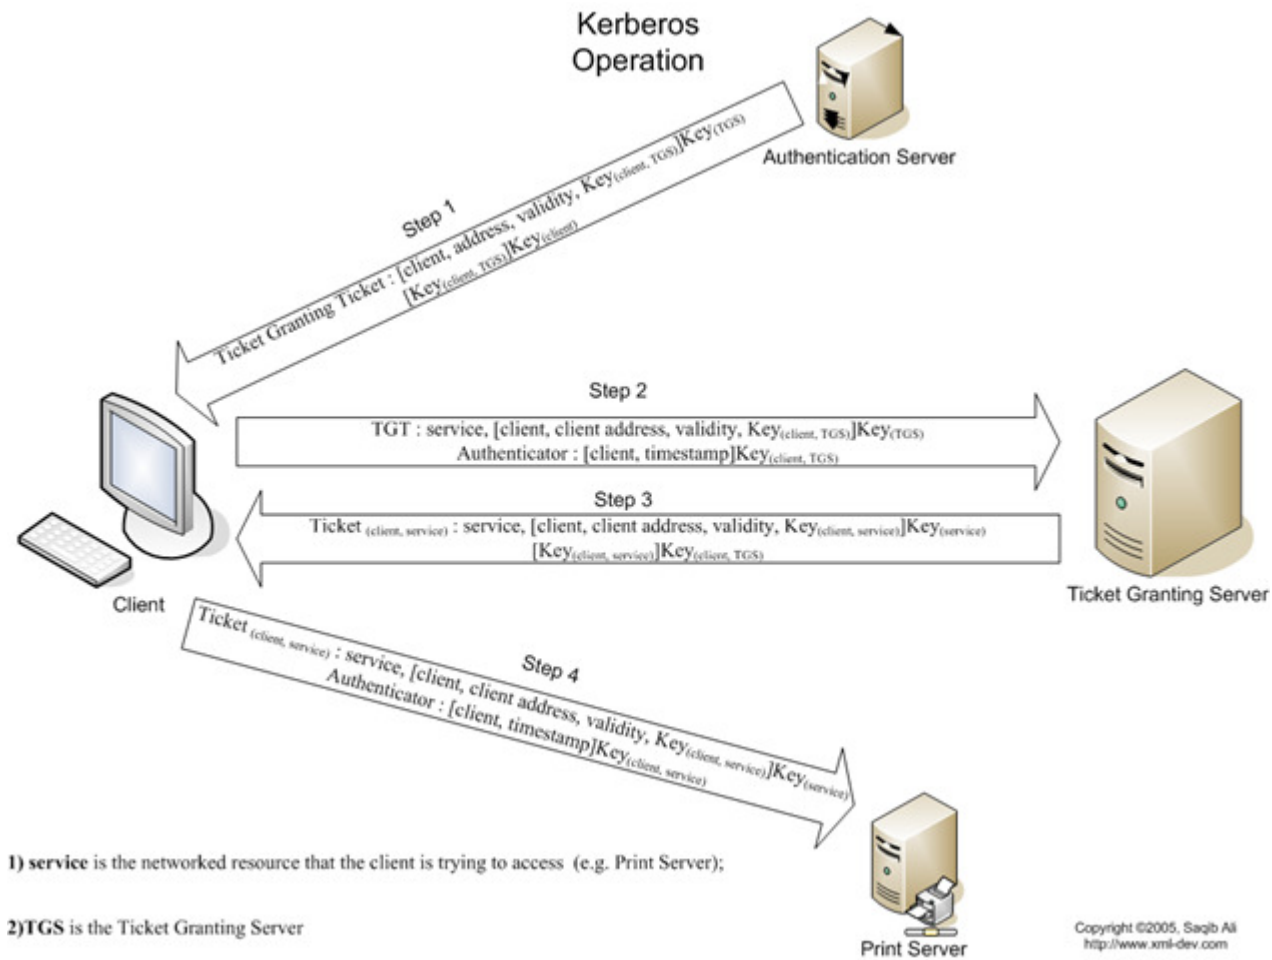 Kerberos
Operation
Authentication Server
Step 1
Ticket Granting Ticket : [client, address, validity, Key(client, TGS)]Key(TGS)
[Key(client, TGS)]Key(client)
Step 2
TGT : service, [client, client address, validity, Key(client, TGS)]Key(TGS)
Authenticator : [client, timestamp]Key(client, TGS)
Step 3
Ticket (client, service) : service, [client, client address, validity, Key(client, service)]Key(service)
[Key(client, service)]Key(client, TGS)
Client
Ticket Granting Server
Step 4
Ticket (client, service) : service, [client, client address, validity, Key(client, service)]Key(service)
Authenticator : [client, timestamp]Key(client, service)
Print Server
1) service is the networked resource that the client is trying to access (e.g. Print Server);
2)TGS is the Ticket Granting Server
Copyright ©2005, Saqib Ali
http://www.xml-dev.com